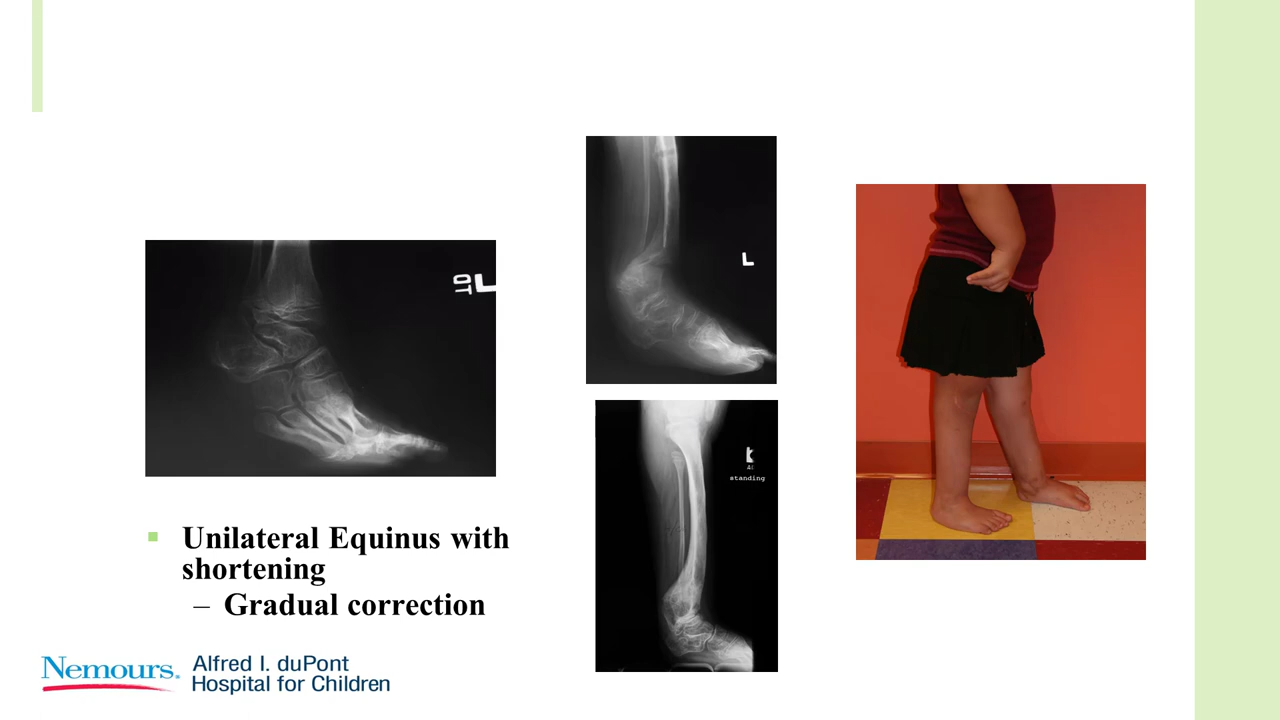 L
L
standing
Unilateral Equinus with
shortening
– Gradual correction
Nemours.
Alfred I. duPont
Hospital for Children